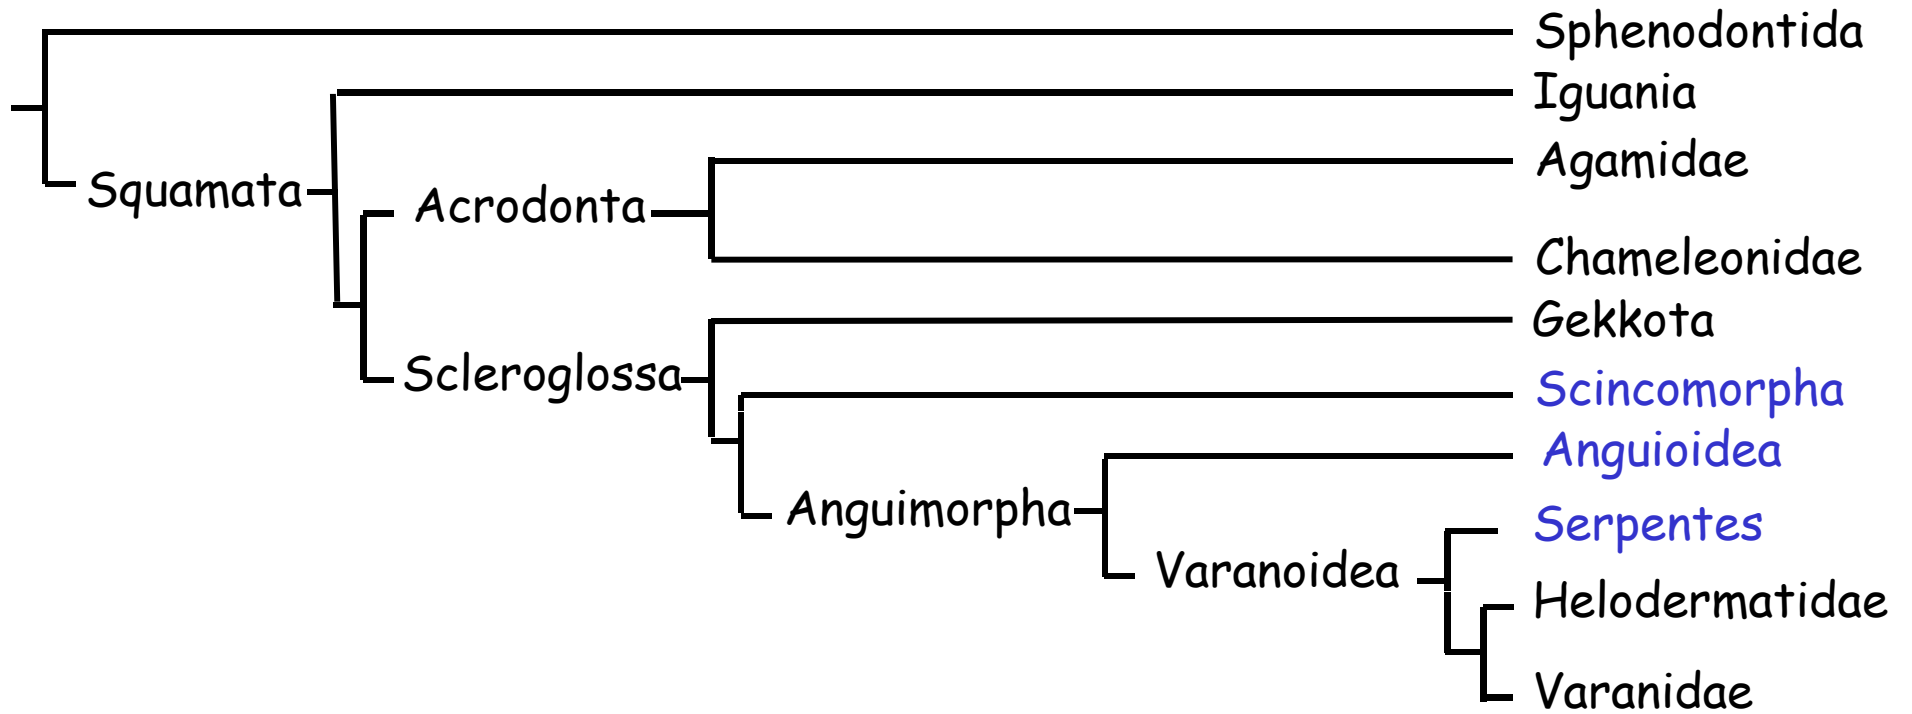 Sphenodontida
Iguania
Agamidae
Squamata
Acrodonta
Chameleonidae
Gekkota
Scleroglossa
Scincomorpha
Anguioidea
Anguimorpha
Serpentes
Varanoidea
Helodermatidae
Varanidae